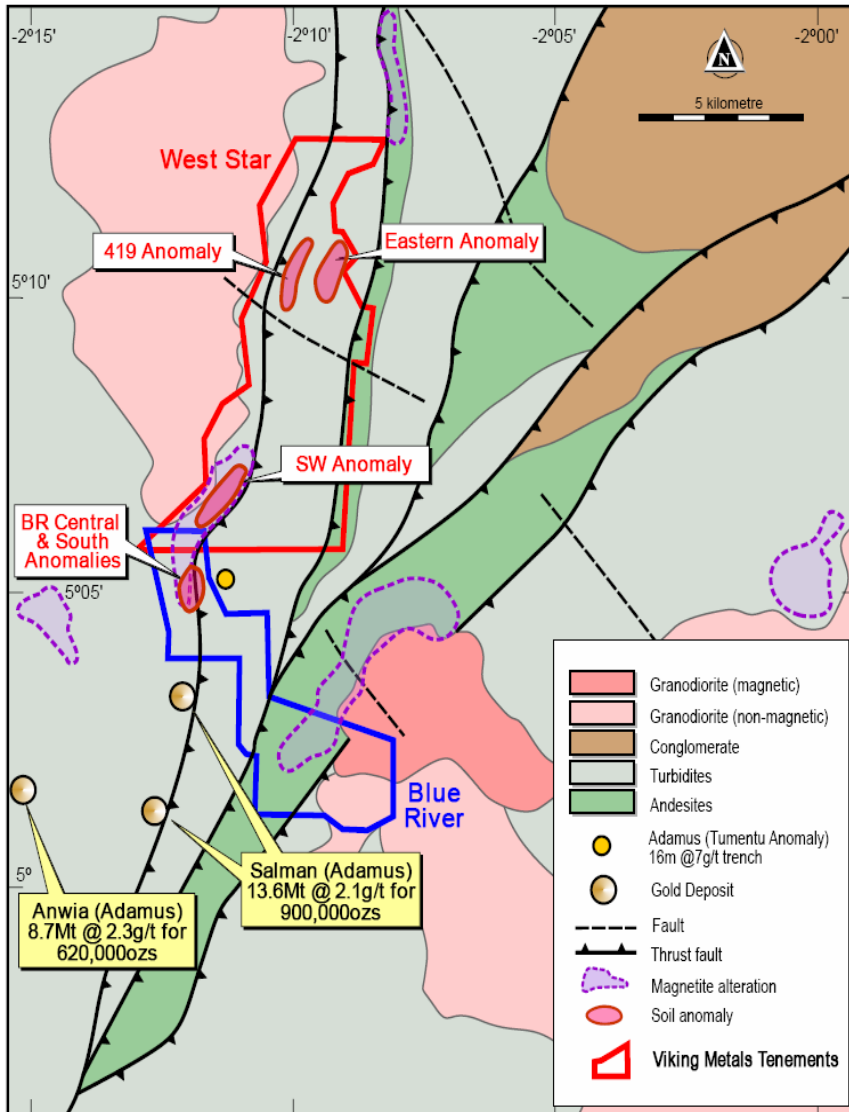 -2º15'
-2º10'
-2º05'
-2º00'
N
5 kilometre
West Star
419 Anomaly
Eastern Anomaly
5º10'
SW Anomaly
BR Central
& South
Anomalies
5º05'
Blue
River
Salman (Adamus)
13.6Mt @ 2.1g/t for
900,000ozs
5º
Anwia (Adamus)
8.7Mt @ 2.3g/t for
620,000ozs
Granodiorite (magnetic)
Granodiorite (non-magnetic)
Conglomerate
Turbidites
Andesites
Adamus (Tumentu Anomaly)
16m @7g/t trench
Gold Deposit
Fault
Thrust fault
Magnetite alteration
Soil anomaly
Viking Metals Tenements